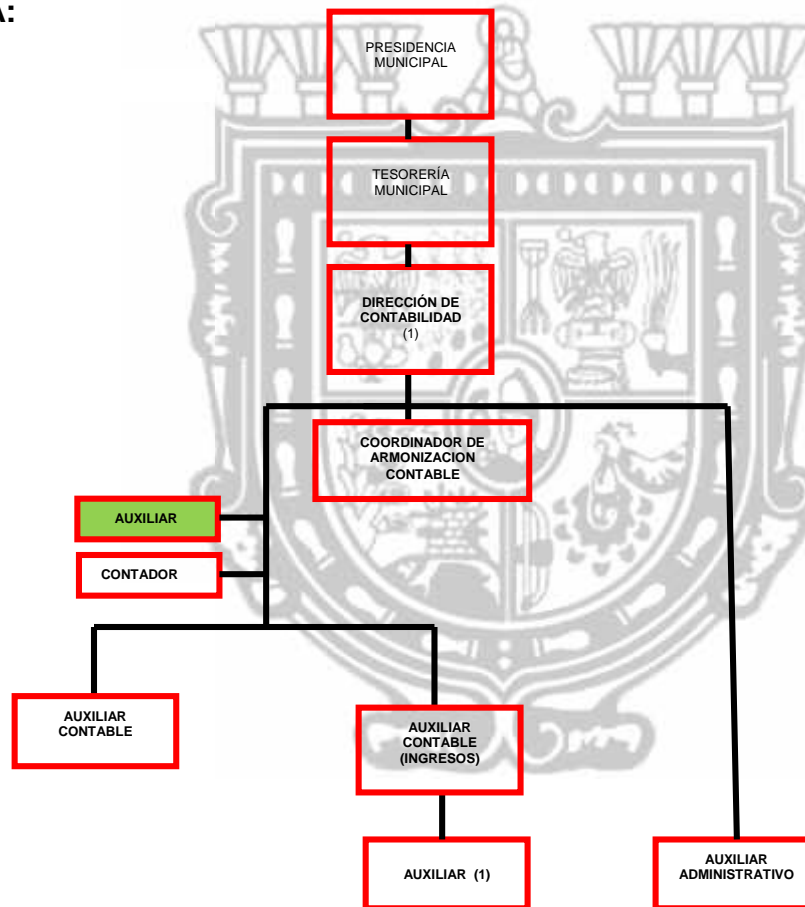 A:
PRESIDENCIA
MUNICIPAL
TESORERÍA
MUNICIPAL
DIRECCIÓN DE
CONTABILIDAD
(1)
COORDINADOR DE
ARMONIZACION
CONTABLE
AUXILIAR
CONTADOR
AUXILIAR
CONTABLE
AUXILIAR
CONTABLE
(INGRESOS)
AUXILIAR (1)
AUXILIAR
ADMINISTRATIVO